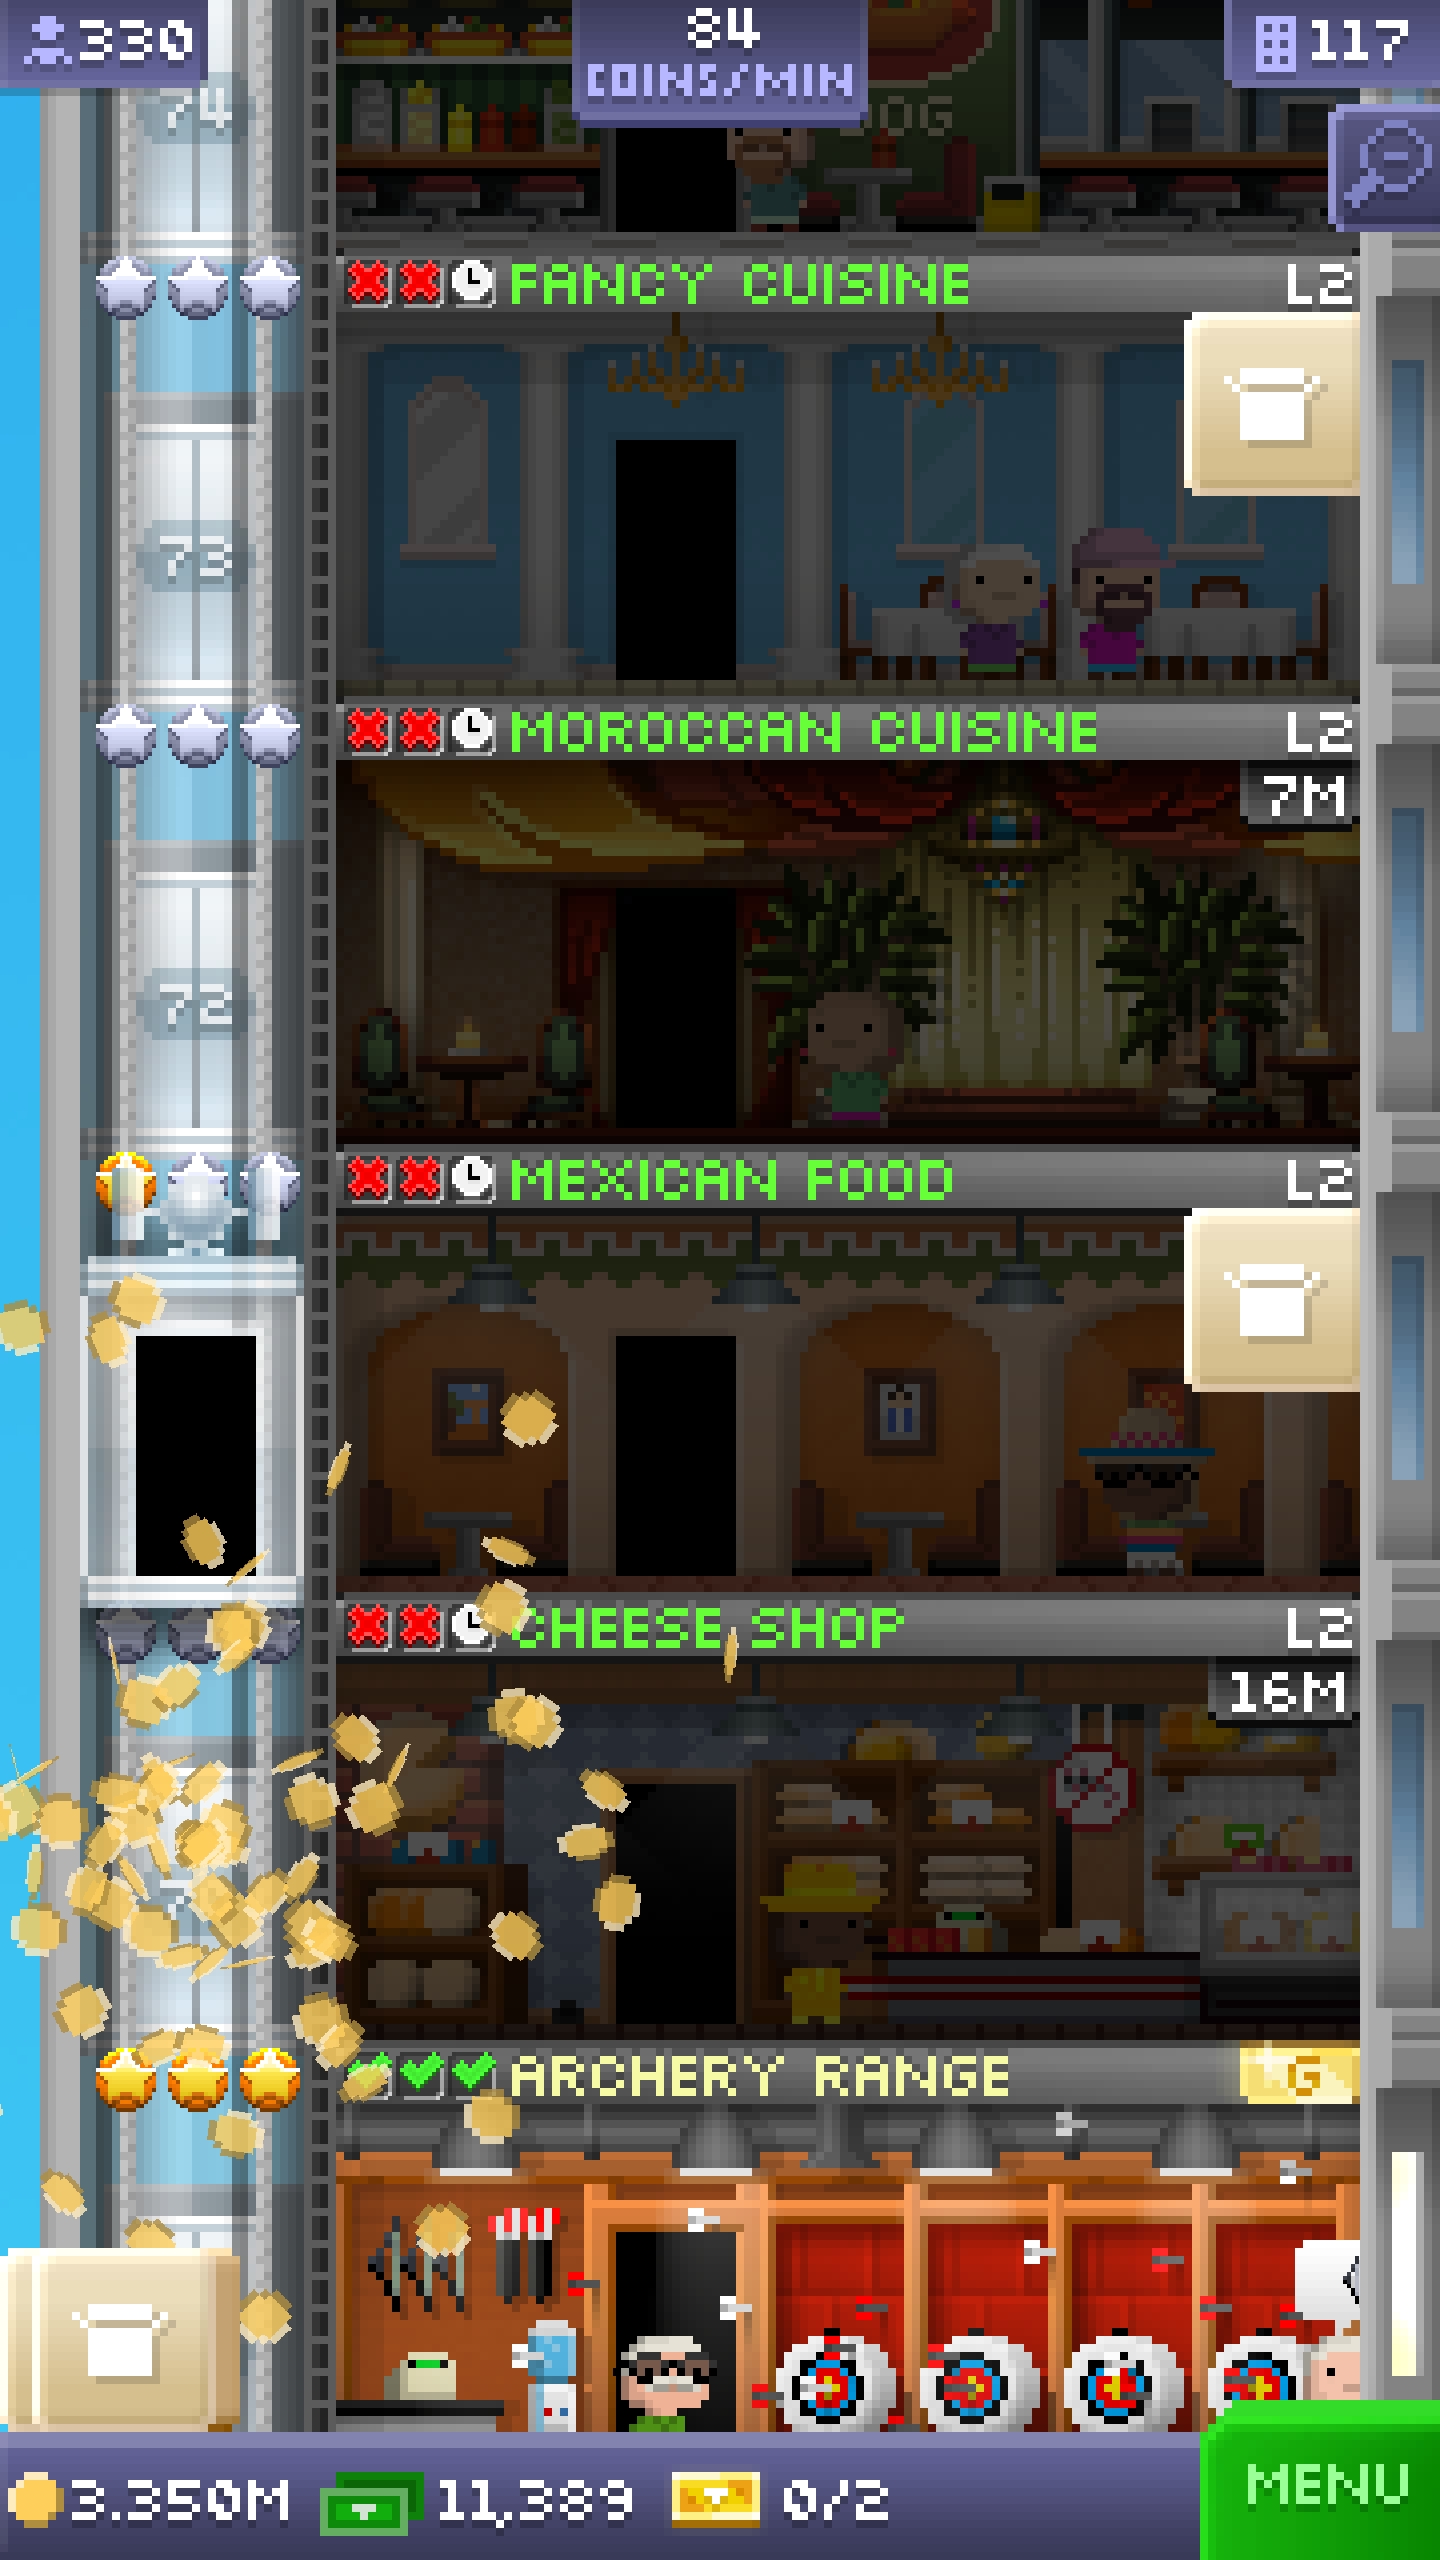 330
84
COINS/MIN
117
74
DOG
FANCY CUISINE
L2
73
MOROCCAN CUISINE
L2
7M
72
MEXICAN FOOD
L2
CHEESE SHOP
L2
16M
ARCHERY RANGE
G
3.350M
11,389
0/2
MENU